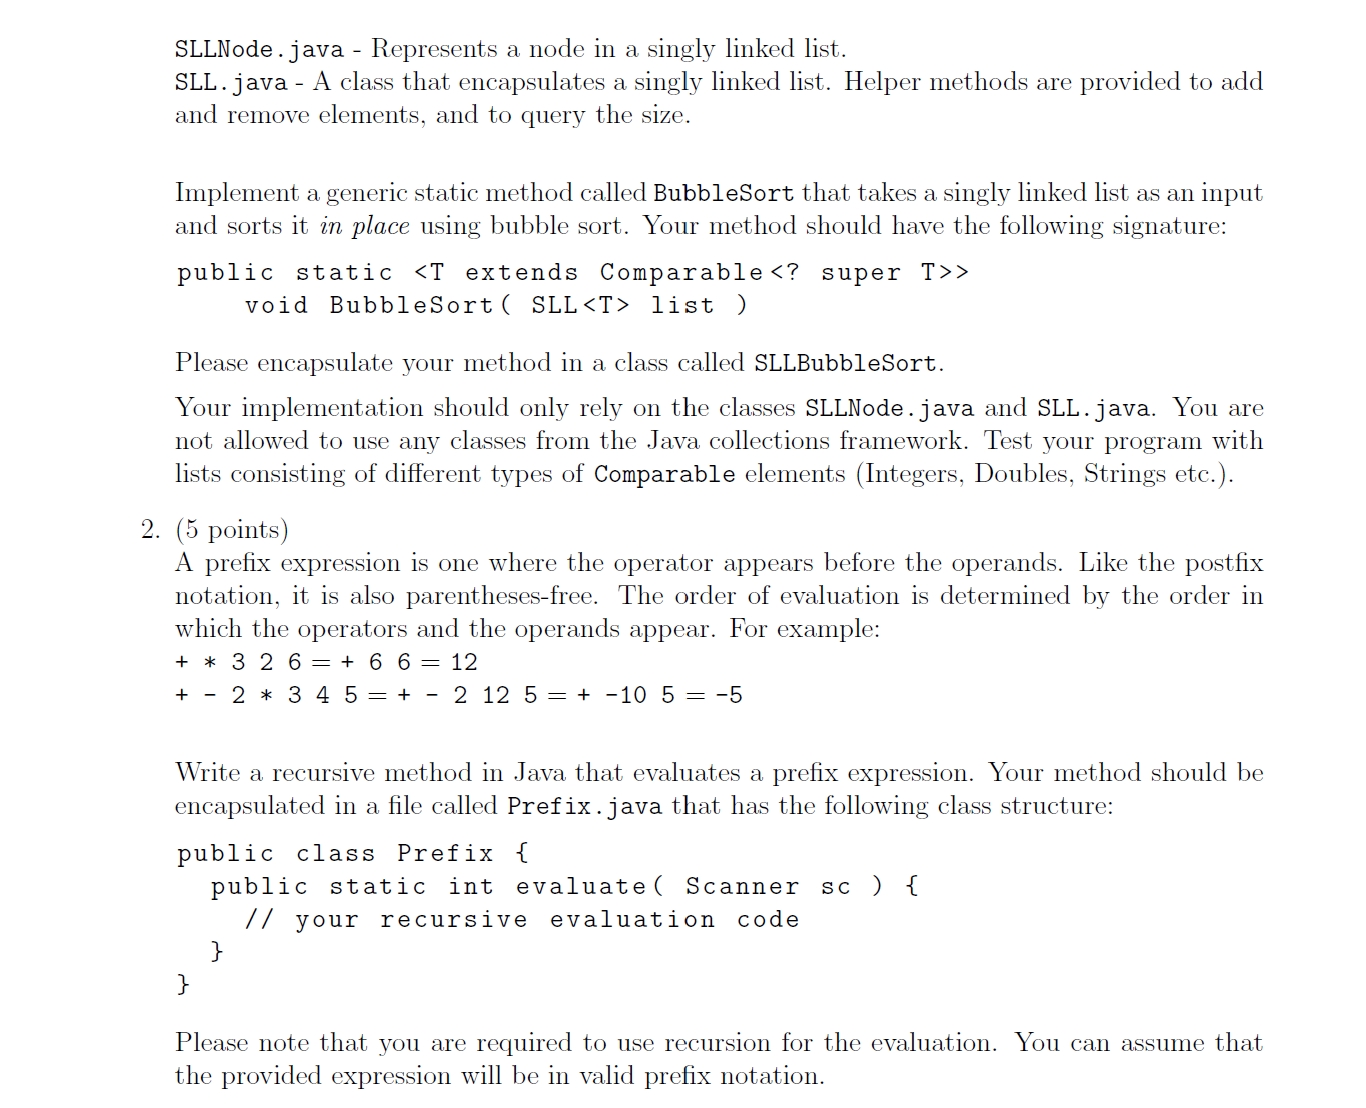 SLLNode.java - Represents a node in a singly linked list.
SLL.java - A class that encapsulates a singly linked list. Helper methods are provided to add
and remove elements, and to query the size.
Implement a generic static method called BubbleSort that takes a singly linked list as an input
and sorts it in place using bubble sort. Your method should have the following signature:
public static <T extends Comparable<? super T>>
void BubbleSort( SLL<T> list )
Please encapsulate your method in a class called SLLBubbleSort.
Your implementation should only rely on the classes SLLNode.java and SLL.java. You are
not allowed to use any classes from the Java collections framework. Test your program with
lists consisting of different types of Comparable elements (Integers, Doubles, Strings etc.).
2. (5 points)
A prefix expression is one where the operator appears before the operands. Like the postfix
notation, it is also parentheses-free. The order of evaluation is determined by the order in
which the operators and the operands appear. For example:
+ * 3 2 6 = + 6 6 = 12
+ - 2 * 3 4 5 = + - 2 12 5 = + -10 5 = -5
Write a recursive method in Java that evaluates a prefix expression. Your method should be
encapsulated in a file called Prefix.java that has the following class structure:
public class Prefix {
public static int evaluate( Scanner sc ) {
// your recursive evaluation code
}
}
Please note that you are required to use recursion for the evaluation. You can assume that
the provided expression will be in valid prefix notation.